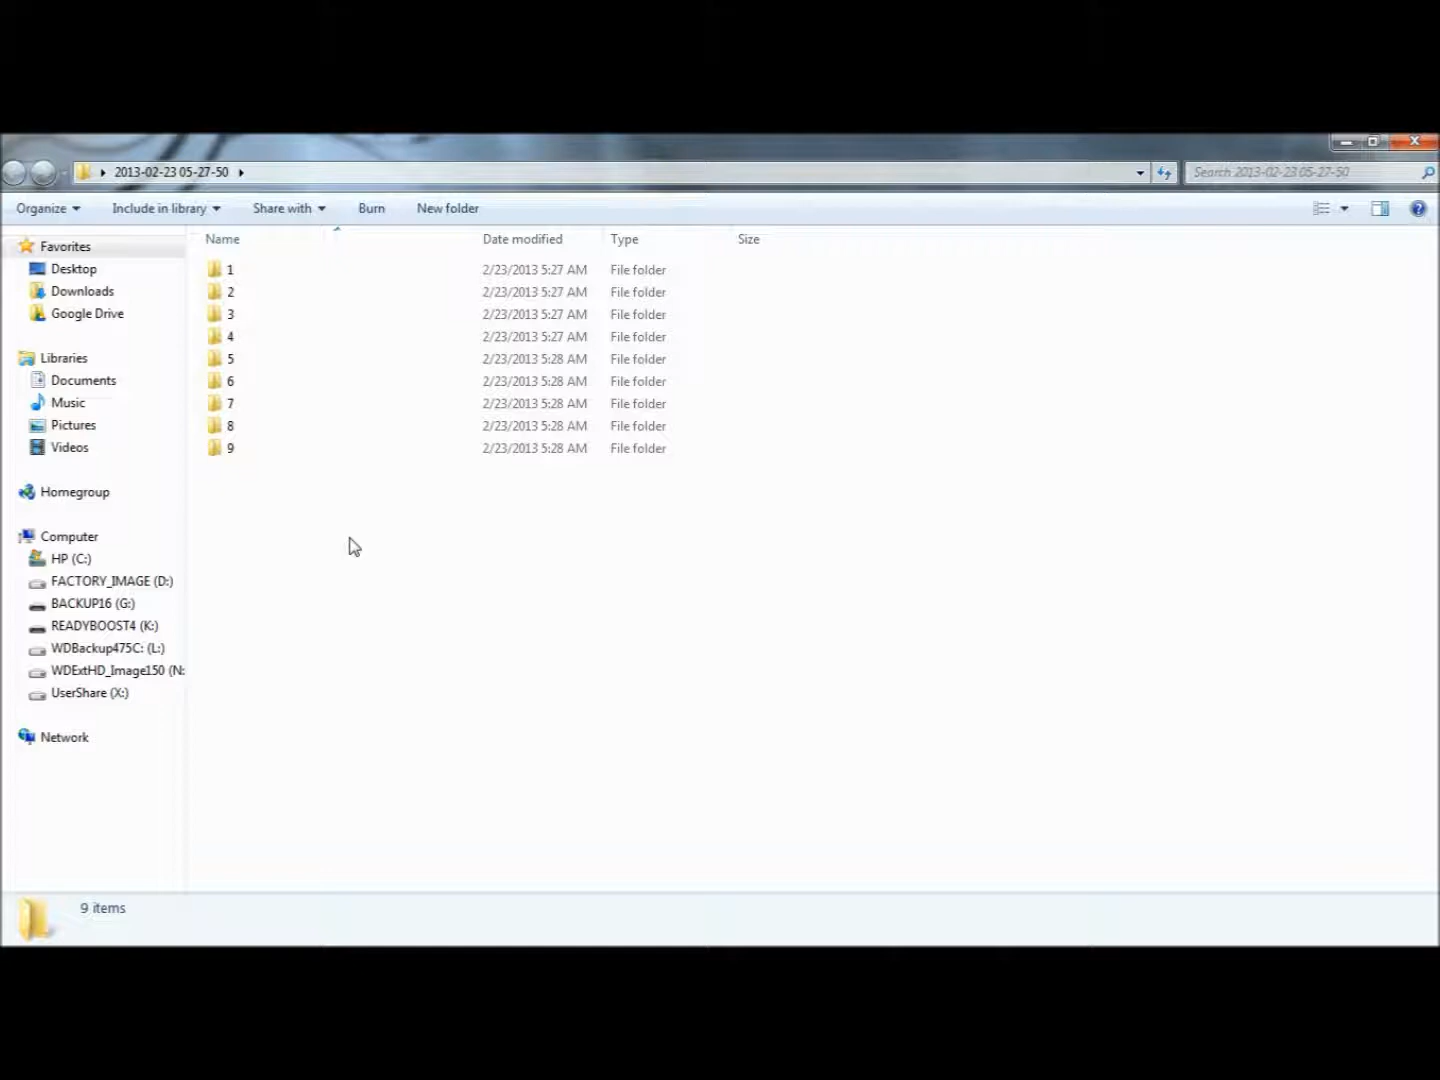 2013-02-23 05-27-50
Search 2013-02-23 05-27-50
Organize Include in library Share with Burn New folder
Favorites
Desktop
Downloads
Google Drive
Libraries
Documents
Music
Pictures
Videos
Homegroup
Computer
HP (C:)
FACTORY_IMAGE (D:)
BACKUP16 (G:)
READYBOOST4 (K:)
WDBackup475C: (L:)
WDExtHD_Image150 (N:
UserShare (X:)
Network
Name Date modified Type Size
1 2/23/2013 5:27 AM File folder
2 2/23/2013 5:27 AM File folder
3 2/23/2013 5:27 AM File folder
4 2/23/2013 5:27 AM File folder
5 2/23/2013 5:28 AM File folder
6 2/23/2013 5:28 AM File folder
7 2/23/2013 5:28 AM File folder
8 2/23/2013 5:28 AM File folder
9 2/23/2013 5:28 AM File folder
9 items